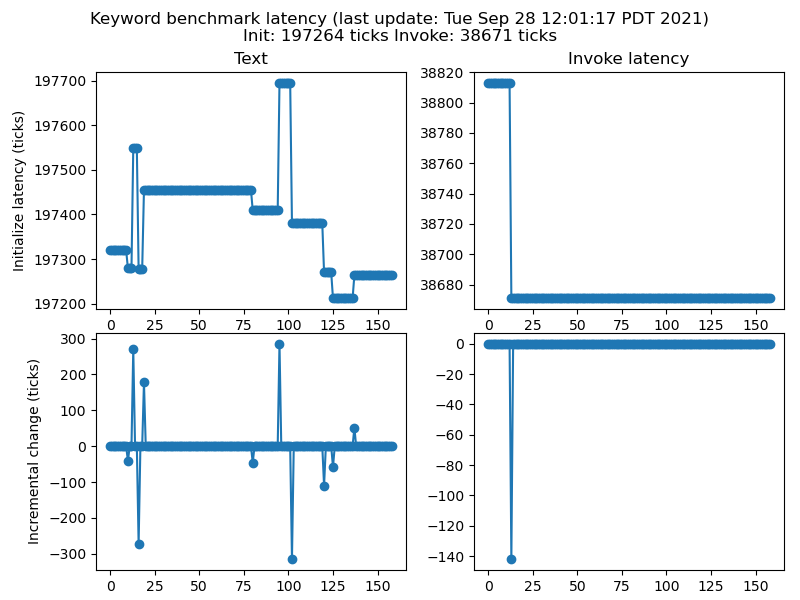 Keyword benchmark latency (last update: Tue Sep 28 12:01:17 PDT 2021)
Init: 197264 ticks Invoke: 38671 ticks
Text
Initialize latency (ticks)
197700
197600
197500
197400
197300
197200
0 25 50 75 100 125 150
Invoke latency
38820
38800
38780
38760
38740
38720
38700
38680
0 25 50 75 100 125 150
Incremental change (ticks)
300
200
100
0
−100
−200
−300
0 25 50 75 100 125 150
0
−20
−40
−60
−80
−100
−120
−140
0 25 50 75 100 125 150